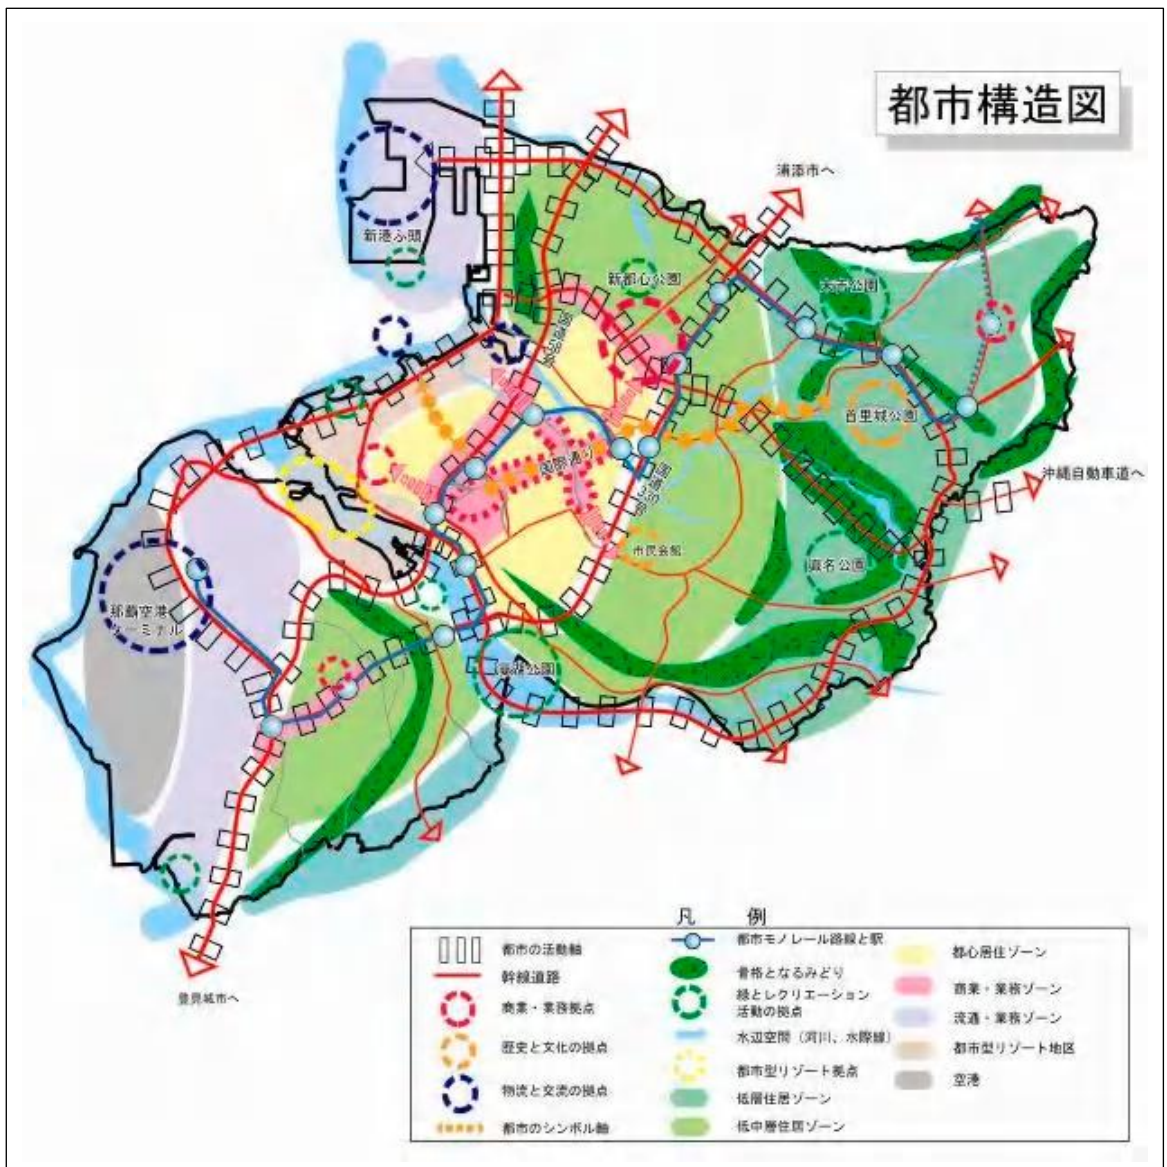 都市構造図
浦添市へ
新港ふ頭
新都心公園
末吉公園
首里城公園
沖縄自動車道へ
国際通り
市民会館
識名公園
那覇空港
ターミナル
豊見城市へ
凡 例
都市の活動軸
幹線道路
商業・業務拠点
歴史と文化の拠点
物流と交流の拠点
都市のシンボル軸
都市モノレール路線と駅
骨格となるみどり
緑とレクリエーション
活動の拠点
水辺空間（河川、水際線）
都市型リゾート拠点
低層住居ゾーン
低中層住居ゾーン
都心居住ゾーン
商業・業務ゾーン
流通・業務ゾーン
都市型リゾート地区
空港